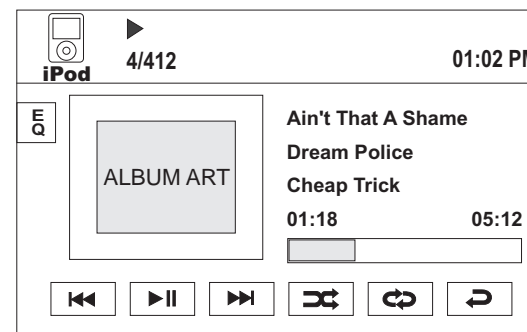 iPod
4/412
01:02 PM
EQ
ALBUM ART
Ain't That A Shame
Dream Police
Cheap Trick
01:18 05:12